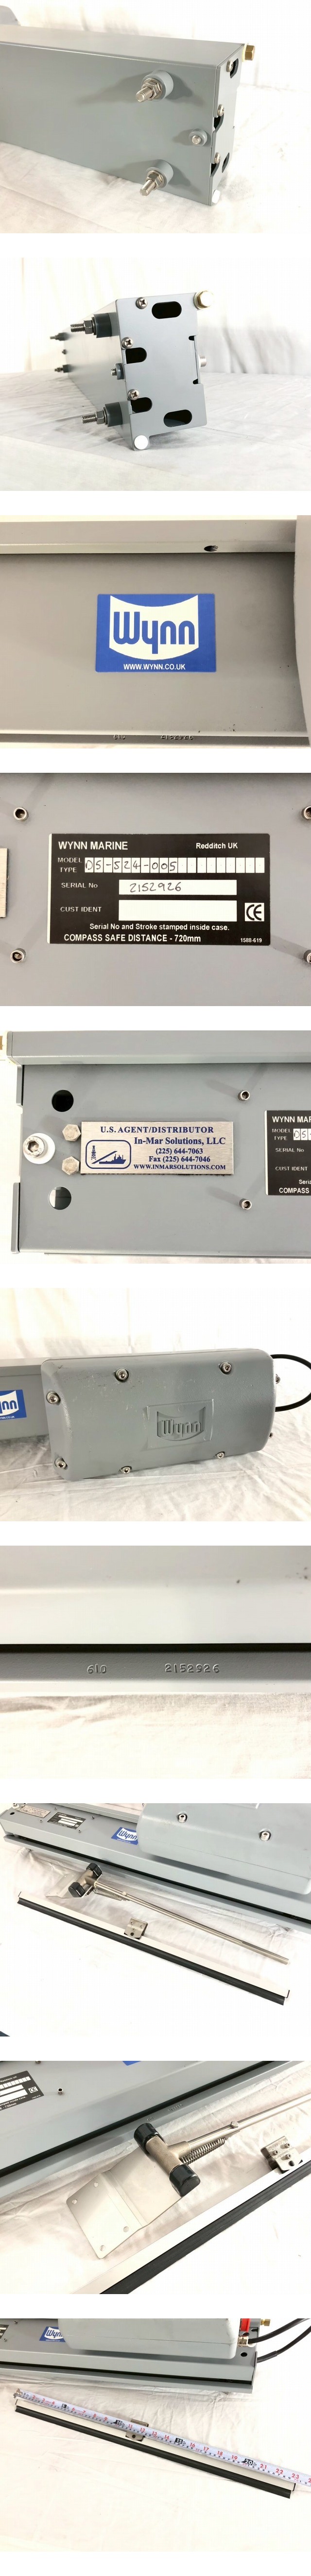 Wynn
WWW.WYNN.CO.UK
610 2152926
WYNN MARINE Redditch UK
MODEL
TYPE DS-524-005
SERIAL No 2152926
CUST IDENT
CE
Serial No and Stroke stamped inside case.
COMPASS SAFE DISTANCE - 720mm 1588-619
U.S. AGENT/DISTRIBUTOR
In-Mar Solutions, LLC
(225) 644-7063
Fax (225) 644-7046
WWW.INMARSOLUTIONS.COM
WYNN MAR
MODEL
TYPE DS-
SERIAL No
CUST IDENT
Seri
COMPASS
ynn
Wynn
610 2152926
Wynn
Wynn